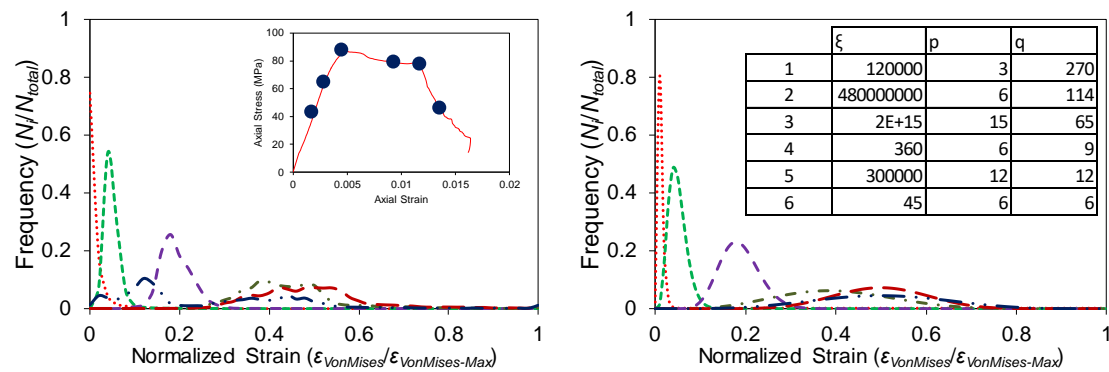 1
0.8
0.6
0.4
0.2
0
Frequency (Ni/Ntotal)
0 0.2 0.4 0.6 0.8 1
Normalized Strain (εVonMises/εVonMises-Max)
100
80
60
40
20
0
Axial Stress (MPa)
0 0.005 0.01 0.015 0.02
Axial Strain
1
0.8
0.6
0.4
0.2
0
Frequency (Ni/Ntotal)
0 0.2 0.4 0.6 0.8 1
Normalized Strain (εVonMises/εVonMises-Max)
ξ p q
1 120000 3 270
2 480000000 6 114
3 2E+15 15 65
4 360 6 9
5 300000 12 12
6 45 6 6